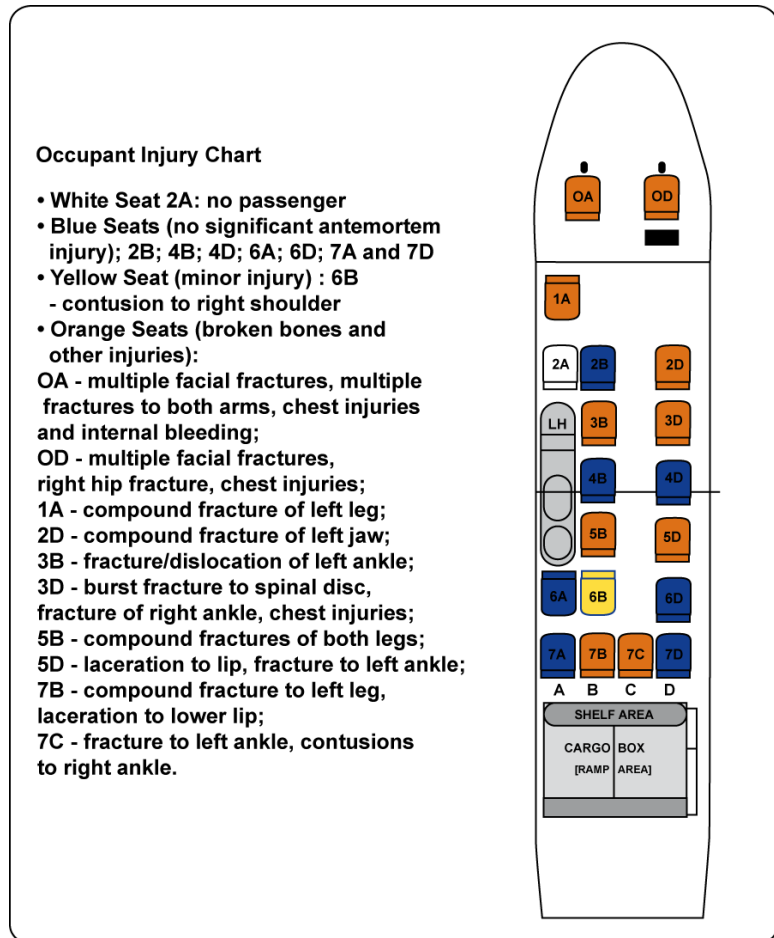 Occupant Injury Chart
• White Seat 2A: no passenger
• Blue Seats (no significant antemortem
injury); 2B; 4B; 4D; 6A; 6D; 7A and 7D
• Yellow Seat (minor injury) : 6B
- contusion to right shoulder
• Orange Seats (broken bones and
other injuries):
OA - multiple facial fractures, multiple
fractures to both arms, chest injuries
and internal bleeding;
OD - multiple facial fractures,
right hip fracture, chest injuries;
1A - compound fracture of left leg;
2D - compound fracture of left jaw;
3B - fracture/dislocation of left ankle;
3D - burst fracture to spinal disc,
fracture of right ankle, chest injuries;
5B - compound fractures of both legs;
5D - laceration to lip, fracture to left ankle;
7B - compound fracture to left leg,
laceration to lower lip;
7C - fracture to left ankle, contusions
to right ankle.
OA OD
1A
2A 2B 2D
LH 3B 3D
4B 4D
5B 5D
6A 6B 6D
7A 7B 7C 7D
A B C D
SHELF AREA
CARGO BOX
[RAMP AREA]